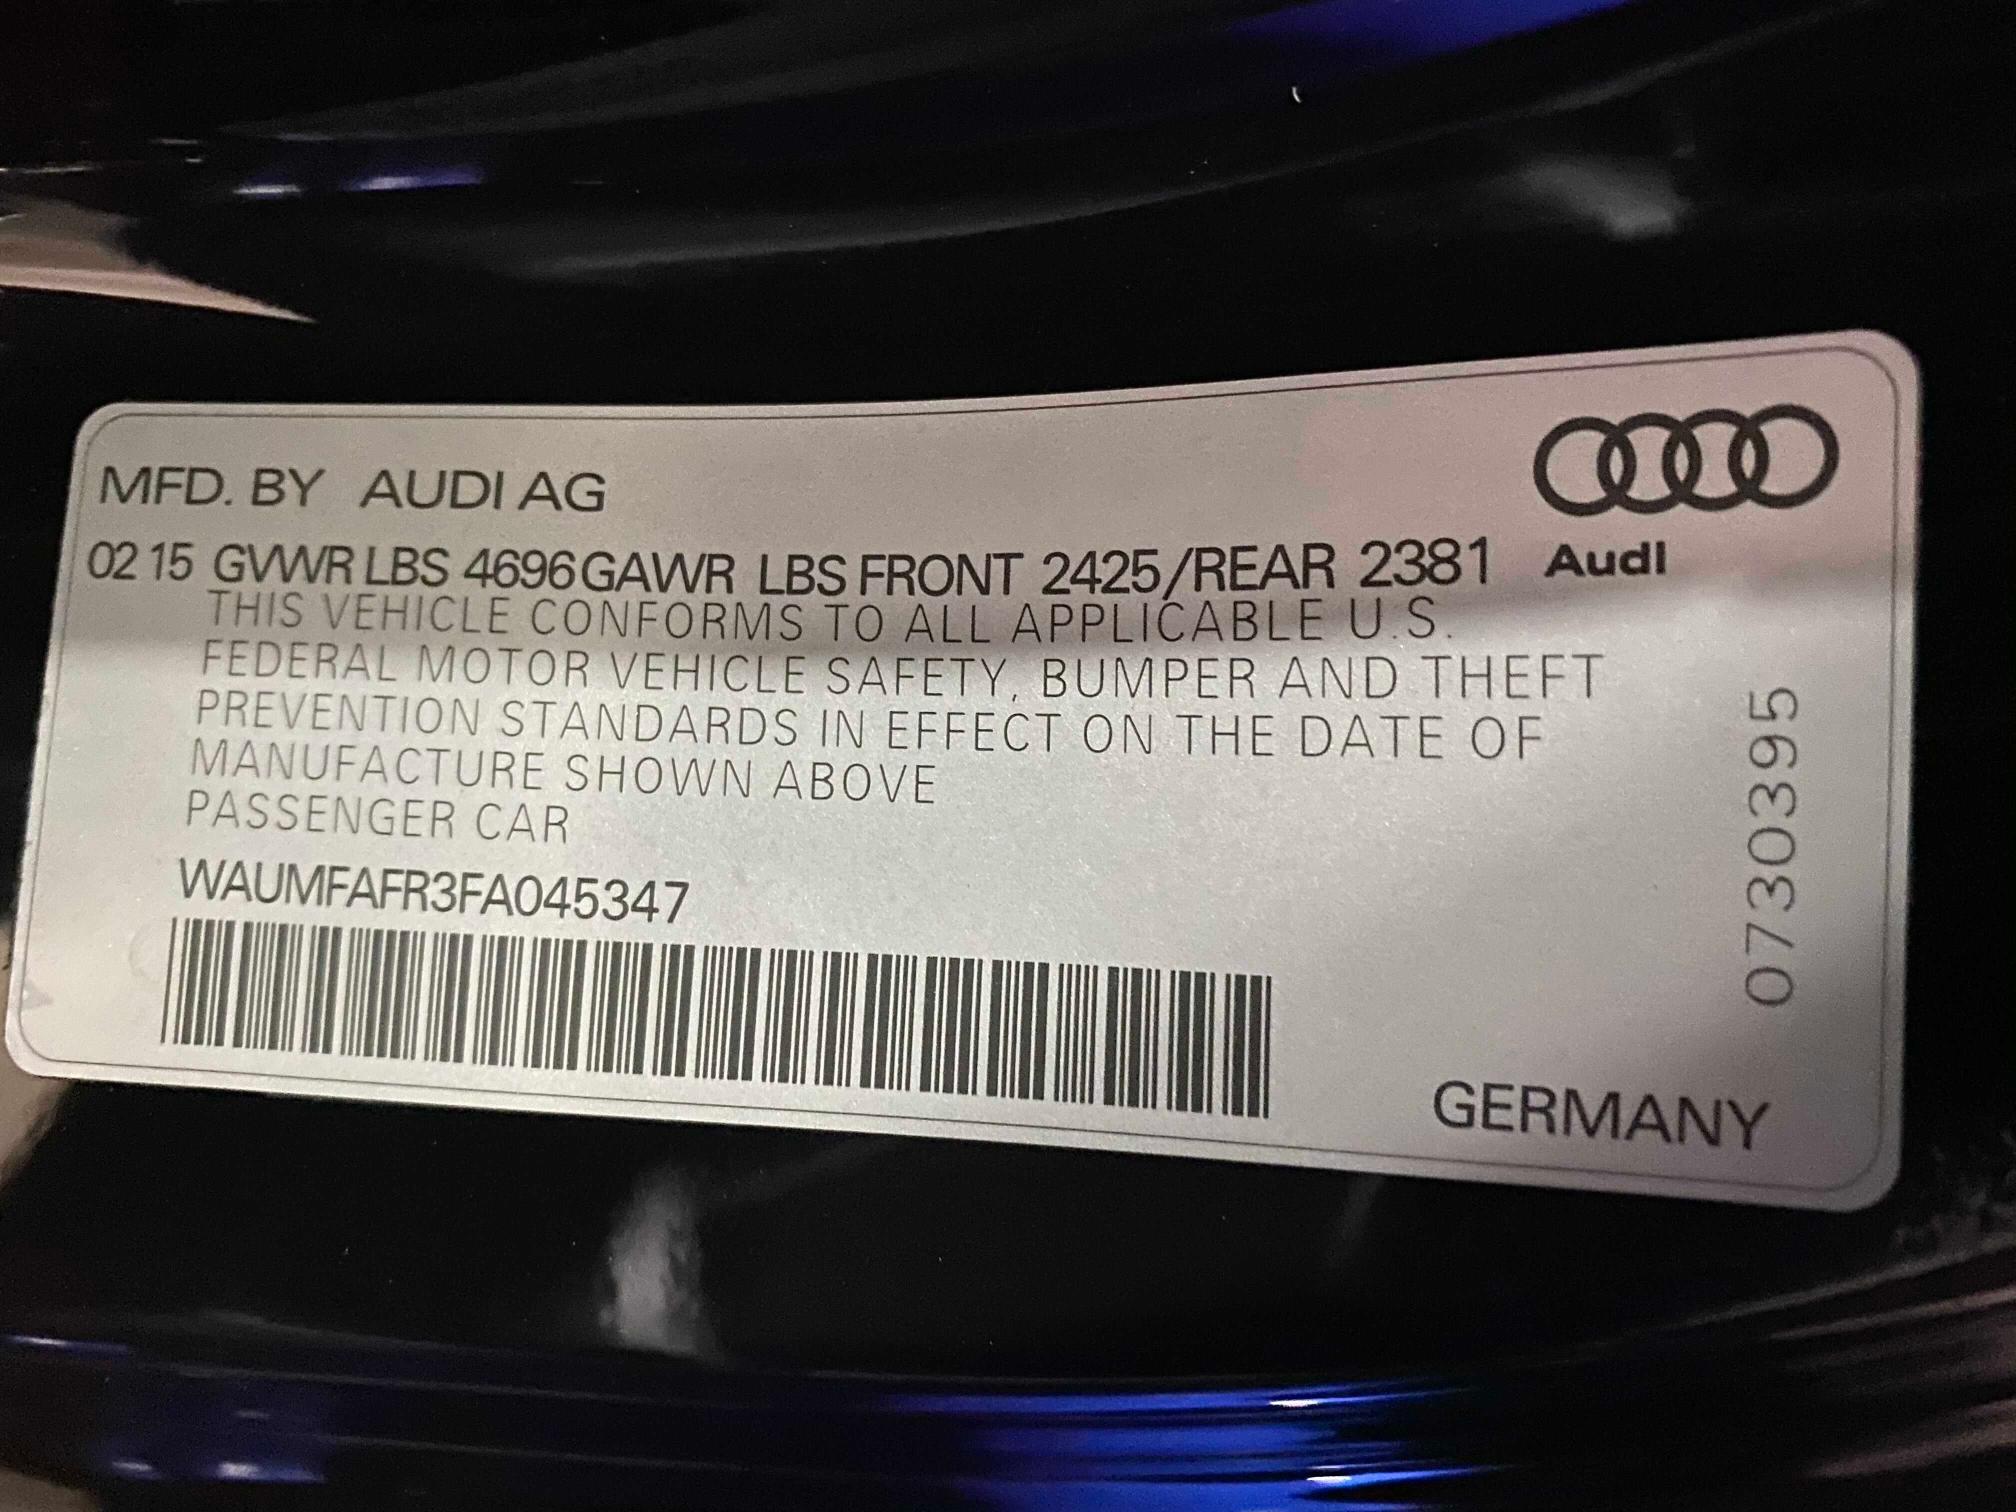 MFD. BY AUDI AG
02 15 GVWR LBS 4696 GAWR LBS FRONT 2425/REAR 2381
Audi
THIS VEHICLE CONFORMS TO ALL APPLICABLE U.S.
FEDERAL MOTOR VEHICLE SAFETY, BUMPER AND THEFT
PREVENTION STANDARDS IN EFFECT ON THE DATE OF
MANUFACTURE SHOWN ABOVE
PASSENGER CAR
WAUMFAFR3FA045347
0730395
GERMANY